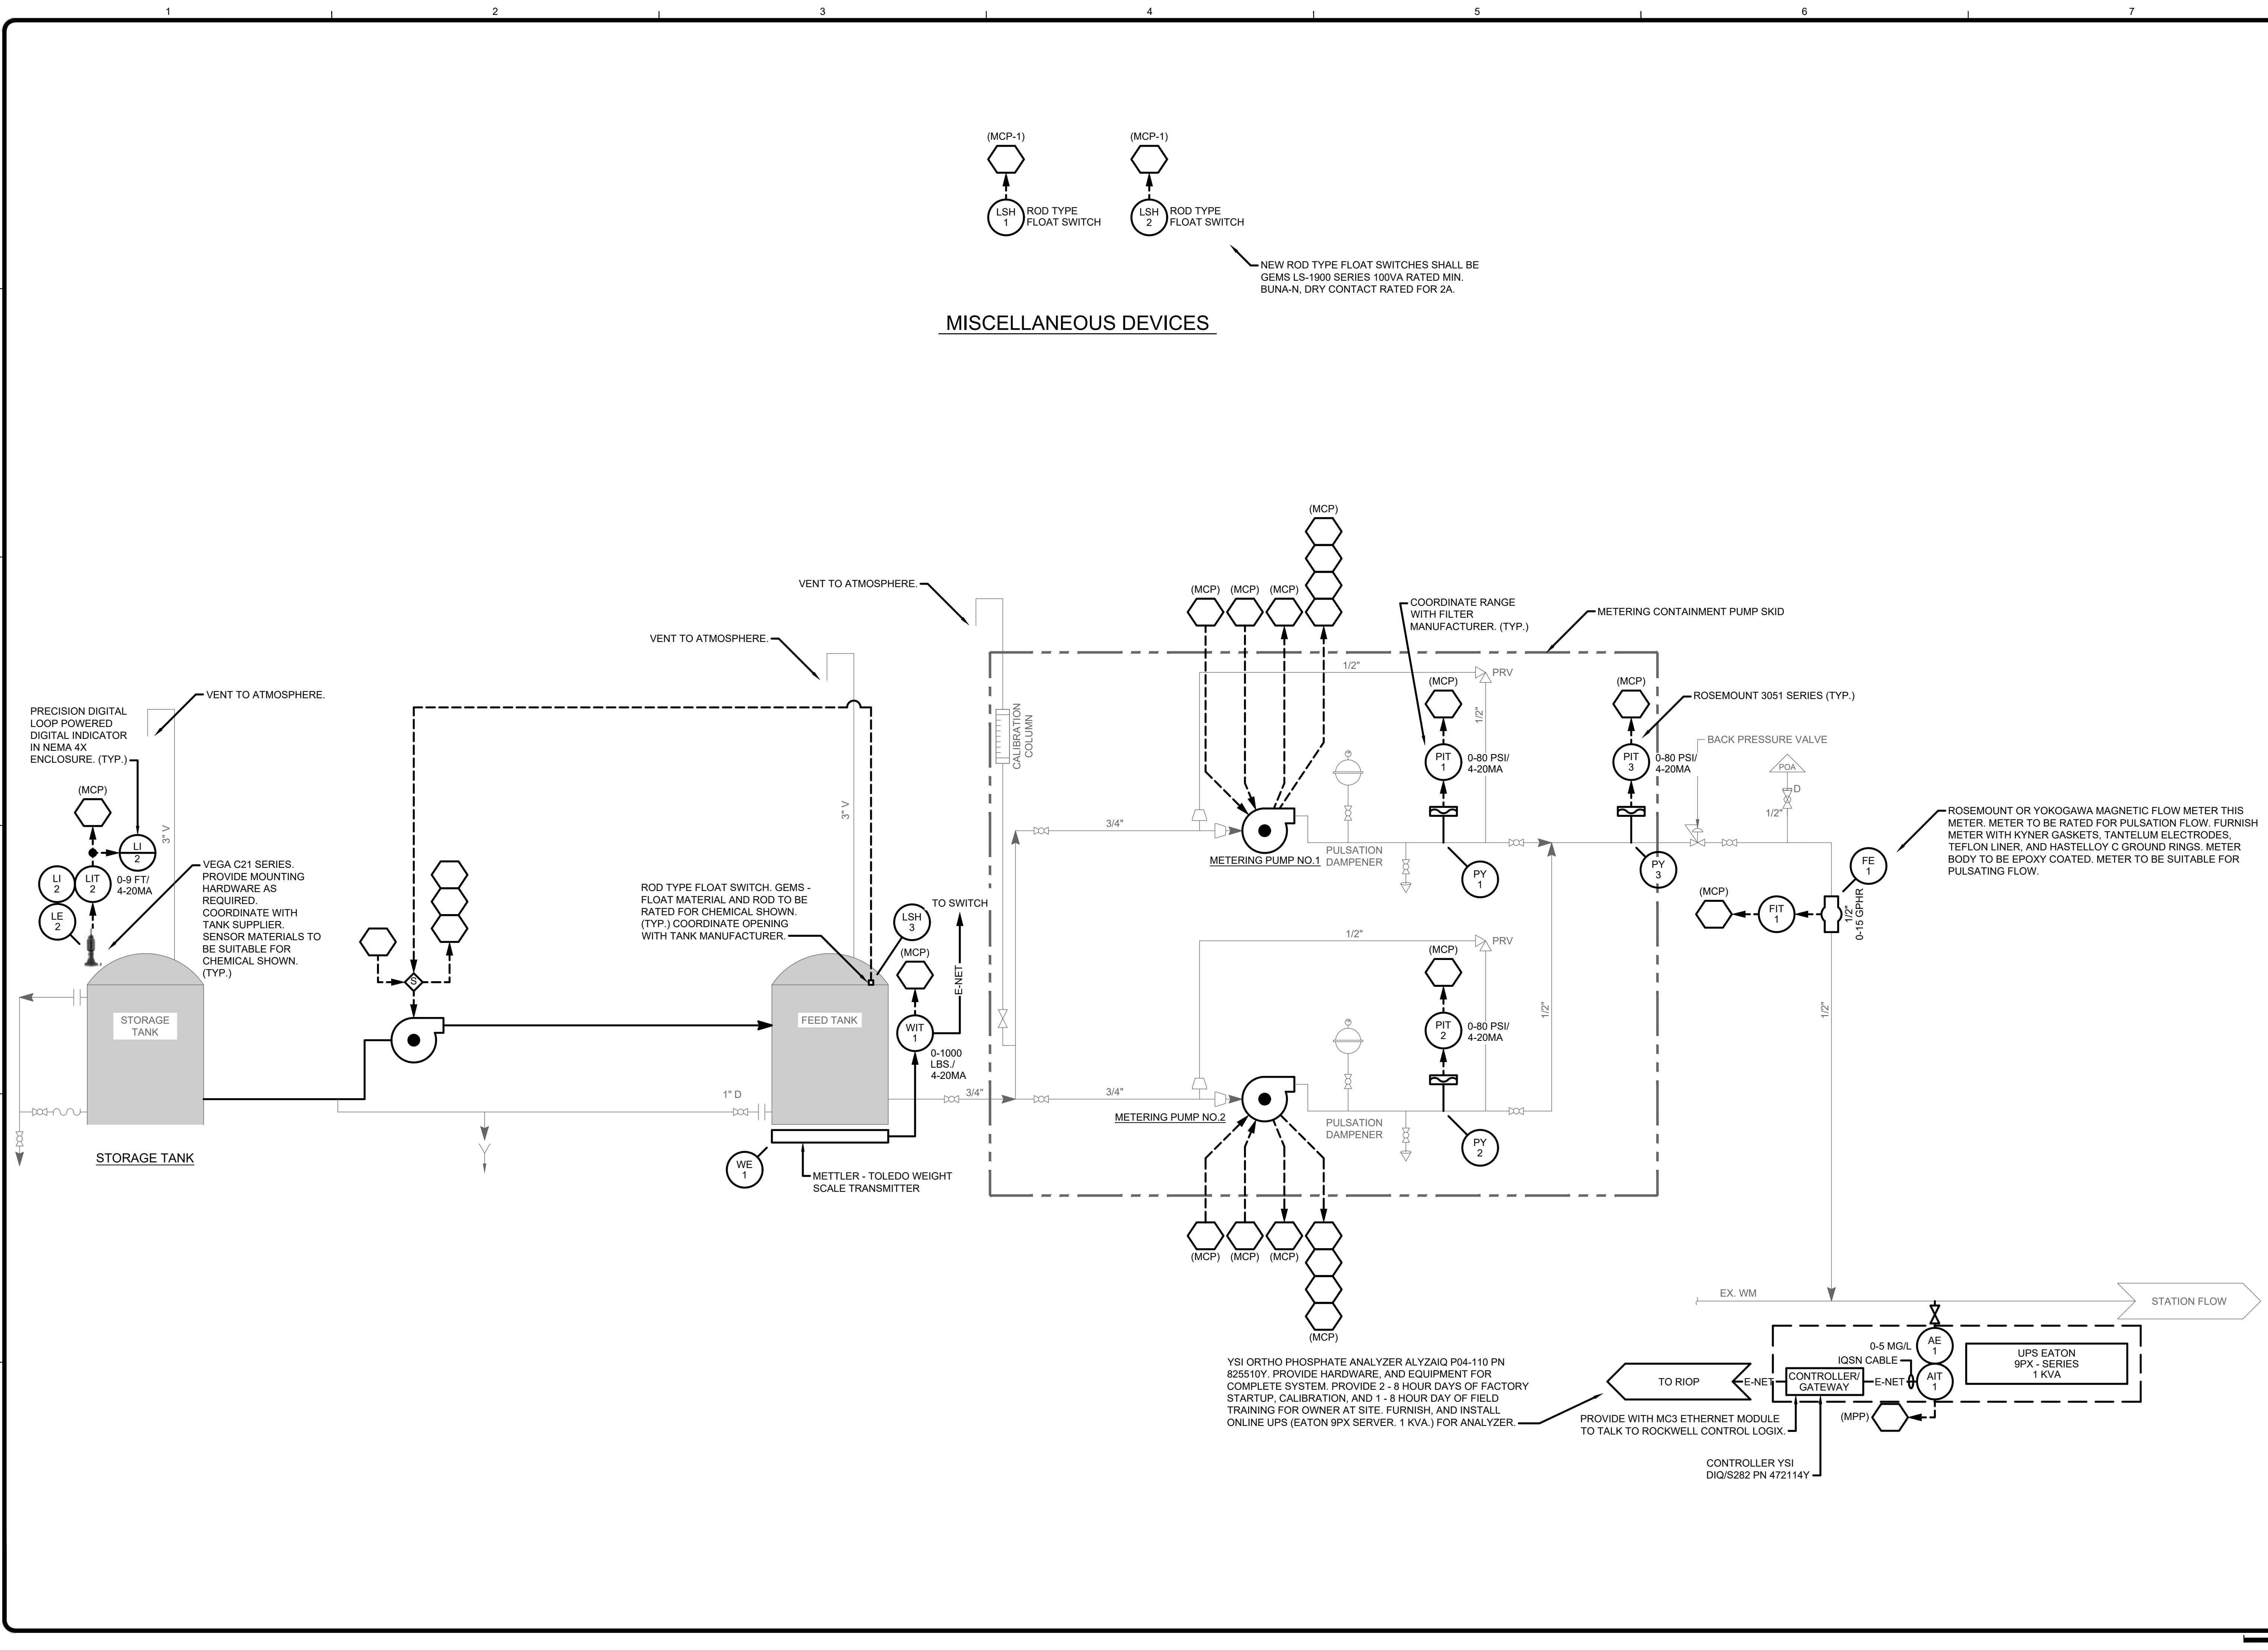 1
2
3
4
5
6
7
(MCP-1)
LSH
1
ROD TYPE
FLOAT SWITCH
(MCP-1)
LSH
2
ROD TYPE
FLOAT SWITCH
NEW ROD TYPE FLOAT SWITCHES SHALL BE
GEMS LS-1900 SERIES 100VA RATED MIN.
BUNA-N, DRY CONTACT RATED FOR 2A.
MISCELLANEOUS DEVICES
PRECISION DIGITAL
LOOP POWERED
DIGITAL INDICATOR
IN NEMA 4X
ENCLOSURE. (TYP.)
VENT TO ATMOSPHERE.
3" V
(MCP)
LI
2
LI
2
LIT
2
0-9 FT/
4-20MA
LE
2
VEGA C21 SERIES.
PROVIDE MOUNTING
HARDWARE AS
REQUIRED.
COORDINATE WITH
TANK SUPPLIER.
SENSOR MATERIALS TO
BE SUITABLE FOR
CHEMICAL SHOWN.
(TYP.)
STORAGE
TANK
STORAGE TANK
S
1" D
VENT TO ATMOSPHERE.
3" V
ROD TYPE FLOAT SWITCH. GEMS -
FLOAT MATERIAL AND ROD TO BE
RATED FOR CHEMICAL SHOWN.
(TYP.) COORDINATE OPENING
WITH TANK MANUFACTURER.
LSH
3
TO SWITCH
(MCP)
E-NET
FEED TANK
WIT
1
0-1000
LBS./
4-20MA
WE
1
METTLER - TOLEDO WEIGHT
SCALE TRANSMITTER
3/4"
VENT TO ATMOSPHERE.
CALIBRATION
COLUMN
(MCP)
(MCP)
(MCP)
(MCP)
3/4"
METERING PUMP NO.1
PULSATION
DAMPENER
1/2"
PRV
1/2"
COORDINATE RANGE
WITH FILTER
MANUFACTURER. (TYP.)
METERING CONTAINMENT PUMP SKID
(MCP)
PIT
1
0-80 PSI/
4-20MA
PY
1
(MCP)
PIT
3
0-80 PSI/
4-20MA
PY
3
ROSEMOUNT 3051 SERIES (TYP.)
BACK PRESSURE VALVE
POA
D
1/2"
3/4"
METERING PUMP NO.2
1/2"
PRV
PULSATION
DAMPENER
(MCP)
PIT
2
0-80 PSI/
4-20MA
PY
2
1/2"
(MCP)
(MCP)
(MCP)
(MCP)
ROSEMOUNT OR YOKOGAWA MAGNETIC FLOW METER THIS
METER. METER TO BE RATED FOR PULSATION FLOW. FURNISH
METER WITH KYNER GASKETS, TANTELUM ELECTRODES,
TEFLON LINER, AND HASTELLOY C GROUND RINGS. METER
BODY TO BE EPOXY COATED. METER TO BE SUITABLE FOR
PULSATING FLOW.
FE
1
(MCP)
FIT
1
1/2"
0-15 GPHR
1/2"
EX. WM
STATION FLOW
YSI ORTHO PHOSPHATE ANALYZER ALYZAIQ P04-110 PN
825510Y. PROVIDE HARDWARE, AND EQUIPMENT FOR
COMPLETE SYSTEM. PROVIDE 2 - 8 HOUR DAYS OF FACTORY
STARTUP, CALIBRATION, AND 1 - 8 HOUR DAY OF FIELD
TRAINING FOR OWNER AT SITE. FURNISH, AND INSTALL
ONLINE UPS (EATON 9PX SERVER. 1 KVA.) FOR ANALYZER.
TO RIOP
E-NET
CONTROLLER/
GATEWAY
E-NET
0-5 MG/L
IQSN CABLE
AE
1
AIT
1
UPS EATON
9PX - SERIES
1 KVA
(MPP)
PROVIDE WITH MC3 ETHERNET MODULE
TO TALK TO ROCKWELL CONTROL LOGIX.
CONTROLLER YSI
DIQ/S282 PN 472114Y